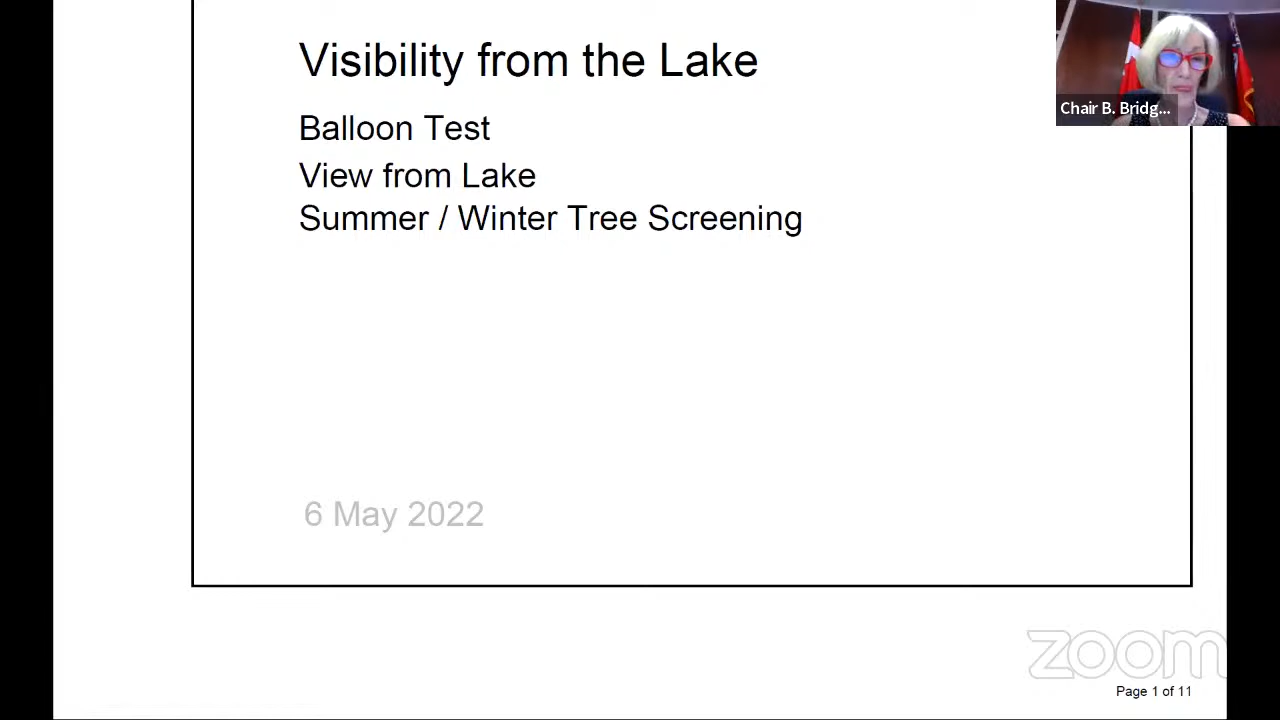 Visibility from the Lake
Balloon Test
View from Lake
Summer / Winter Tree Screening
6 May 2022
Chair B. Bridg...
zoom
Page 1 of 11